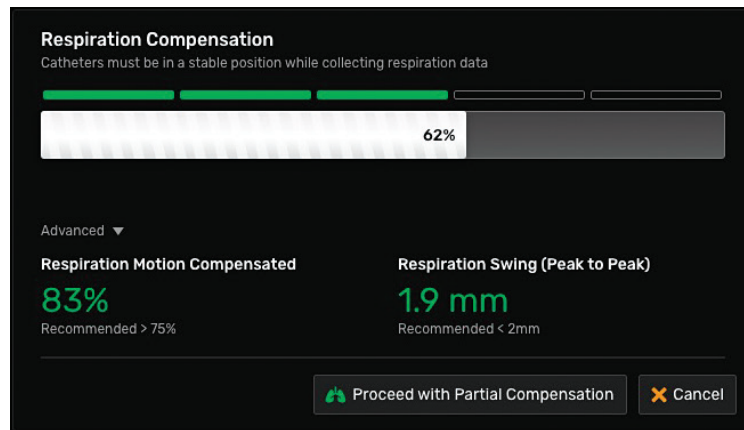 Respiration Compensation
Catheters must be in a stable position while collecting respiration data
62%
Advanced
Respiration Motion Compensated
83%
Recommended > 75%
Respiration Swing (Peak to Peak)
1.9 mm
Recommended < 2mm
Proceed with Partial Compensation
Cancel